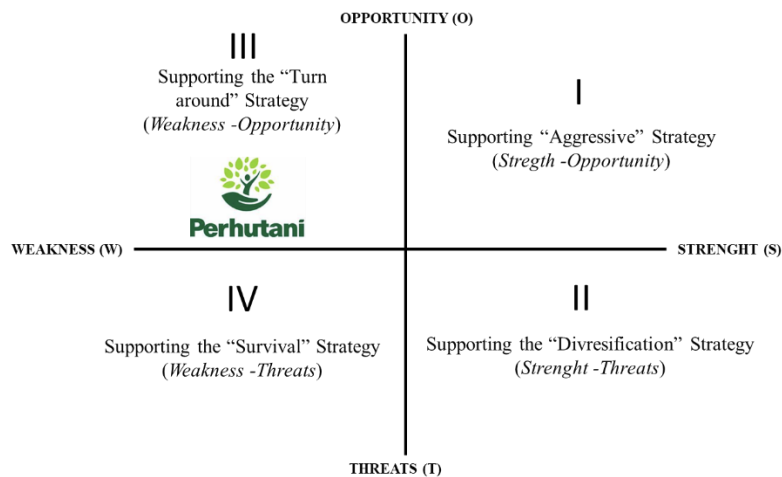 OPPORTUNITY (O)
III
Supporting the “Turn
around” Strategy
(Weakness -Opportunity)
Perhutani
I
Supporting “Aggressive” Strategy
(Stregth -Opportunity)
WEAKNESS (W)
STRENGHT (S)
IV
Supporting the “Survival” Strategy
(Weakness -Threats)
II
Supporting the “Divresification” Strategy
(Strenght -Threats)
THREATS (T)